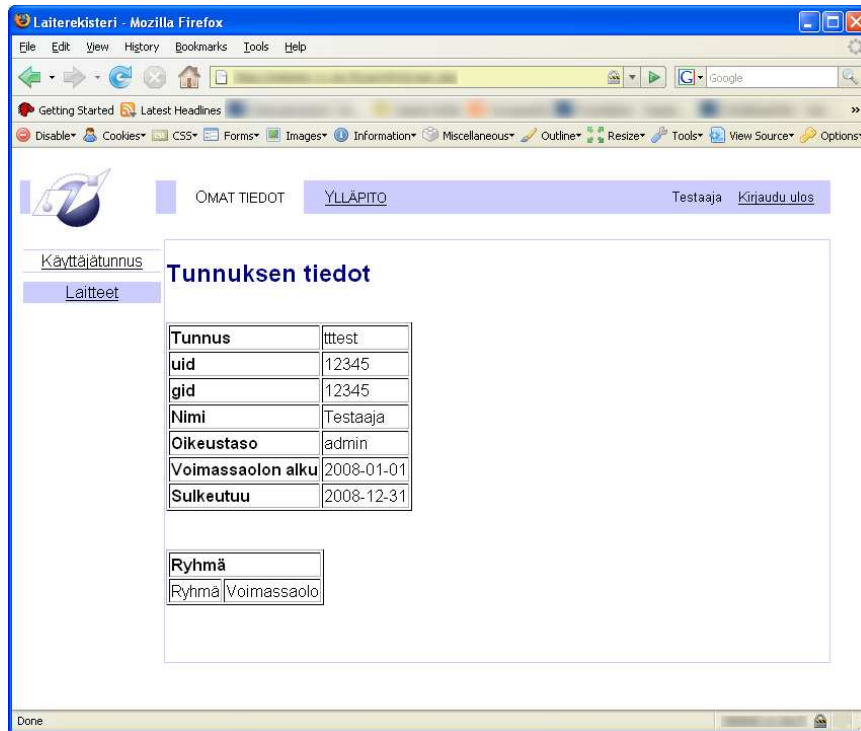 Laiterekisteri - Mozilla Firefox
File Edit View History Bookmarks Tools Help
G Google
Getting Started Latest Headlines »
Disable Cookies CSS Forms Images Information Miscellaneous Outline Resize Tools View Source Options
OMAT TIEDOT YLLÄPITO Testaaja Kirjaudu ulos
Käyttäjätunnus
Laitteet
Tunnuksen tiedot
Tunnus tttest
uid 12345
gid 12345
Nimi Testaaja
Oikeustaso admin
Voimassaolon alku 2008-01-01
Sulkeutuu 2008-12-31
Ryhmä
Ryhmä Voimassaolo
Done